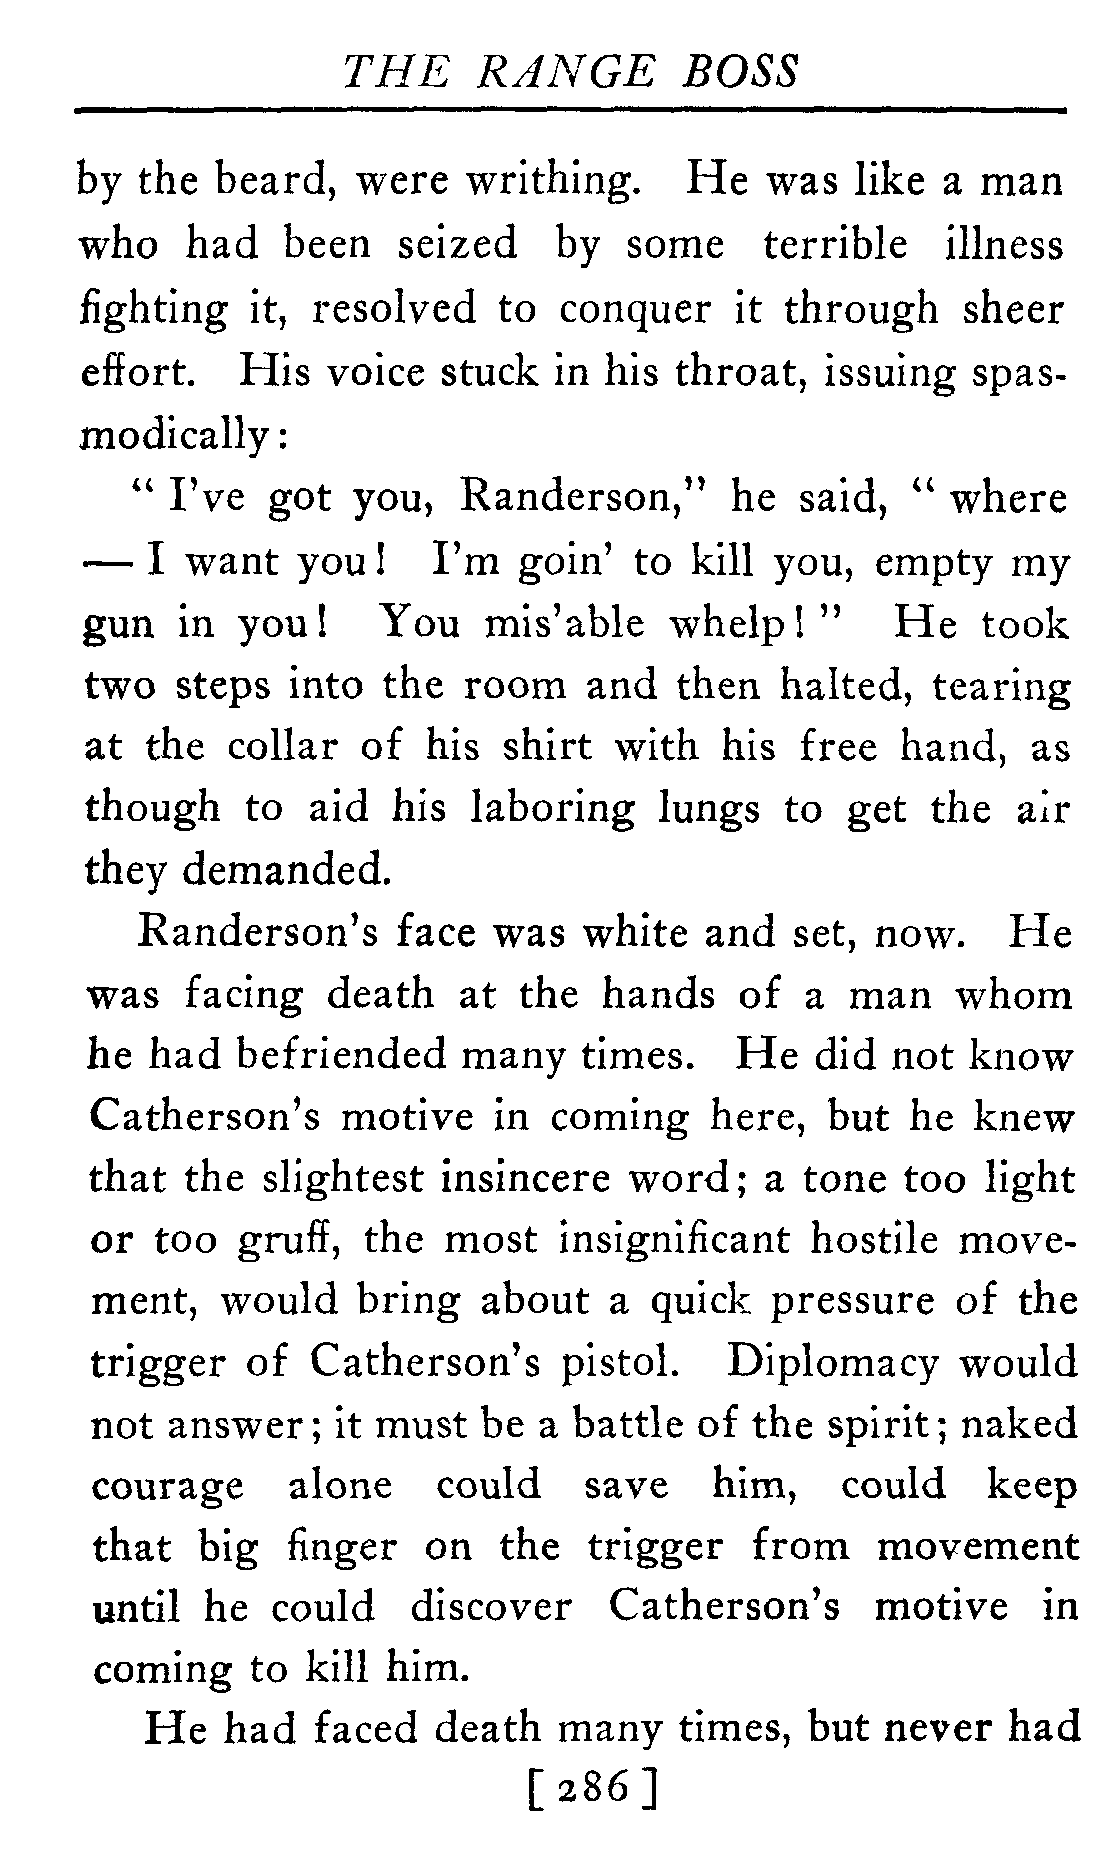 THE RANGE BOSS
by the beard, were writhing. He was like a man
who had been seized by some terrible illness
fighting it, resolved to conquer it through sheer
effort. His voice stuck in his throat, issuing spas-
modically:
" I've got you, Randerson," he said, " where
— I want you! I'm goin' to kill you, empty my
gun in you! You mis'able whelp! " He took
two steps into the room and then halted, tearing
at the collar of his shirt with his free hand, as
though to aid his laboring lungs to get the air
they demanded.
Randerson's face was white and set, now. He
was facing death at the hands of a man whom
he had befriended many times. He did not know
Catherson's motive in coming here, but he knew
that the slightest insincere word; a tone too light
or too gruff, the most insignificant hostile move-
ment, would bring about a quick pressure of the
trigger of Catherson's pistol. Diplomacy would
not answer; it must be a battle of the spirit; naked
courage alone could save him, could keep
that big finger on the trigger from movement
until he could discover Catherson's motive in
coming to kill him.
He had faced death many times, but never had
[ 286 ]